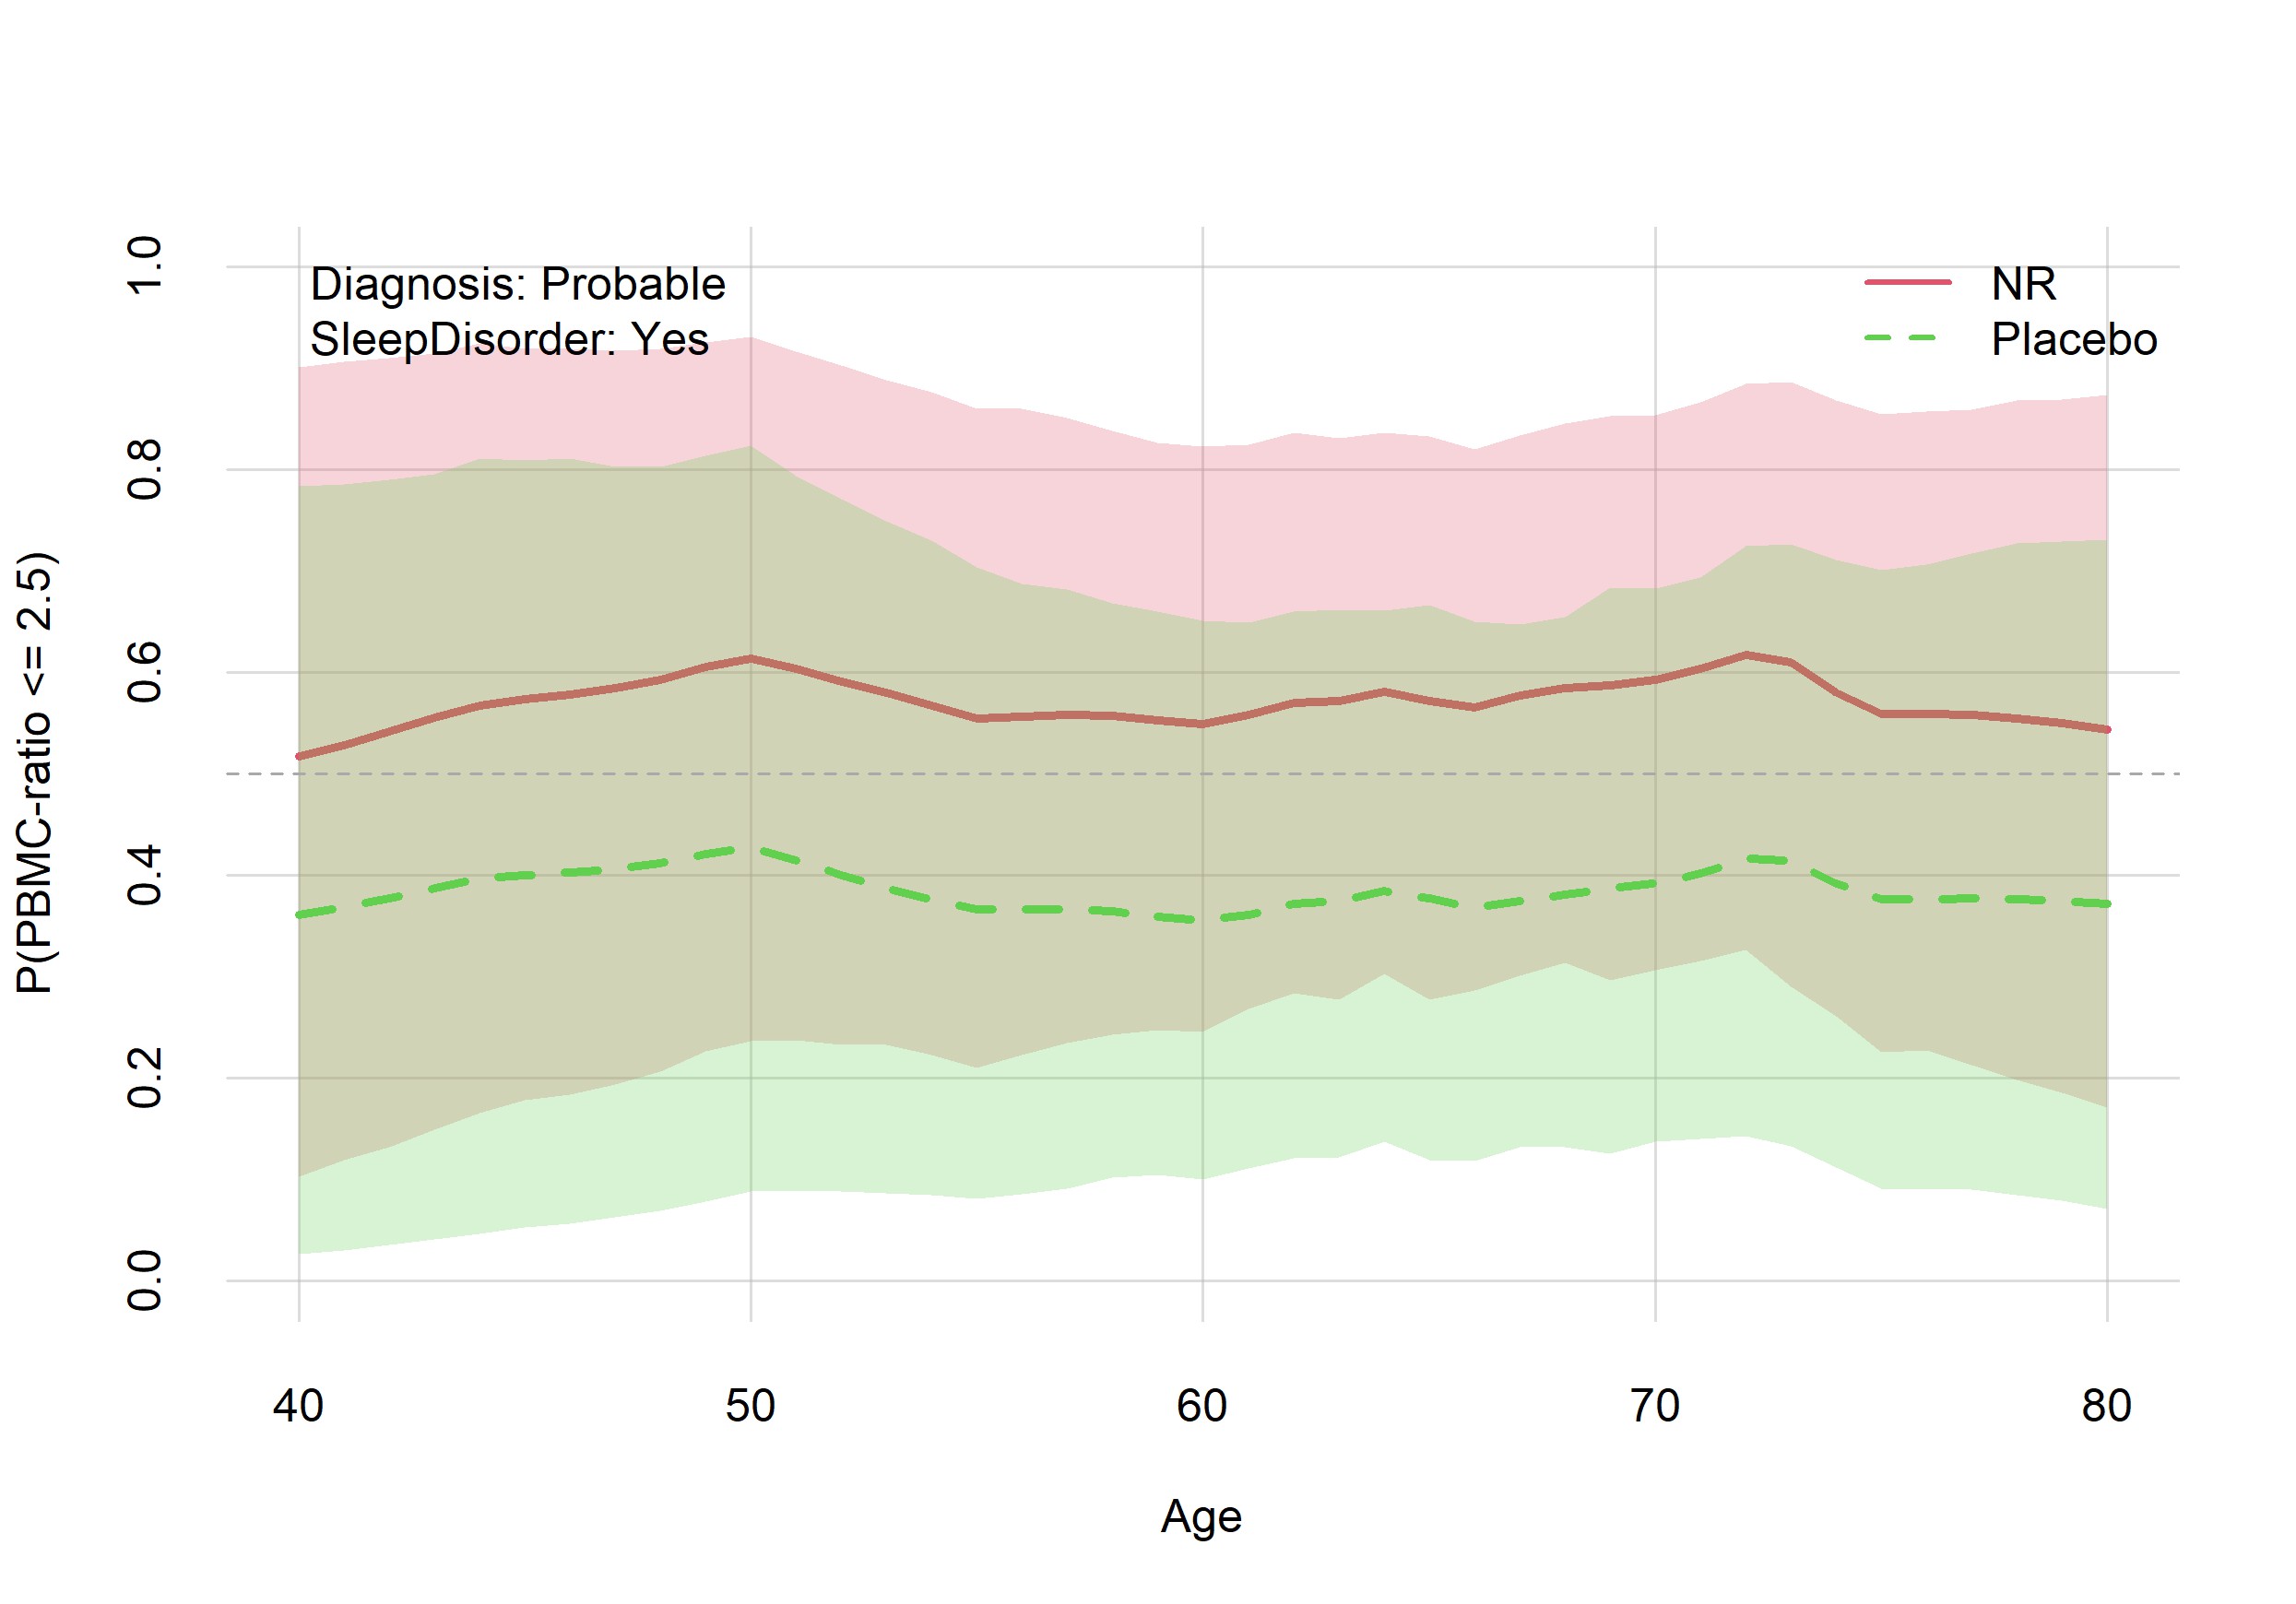 Diagnosis: Probable
SleepDisorder: Yes
NR
Placebo
P(PBMC-ratio <= 2.5)
1.0
0.8
0.6
0.4
0.2
0.0
40 50 60 70 80
Age